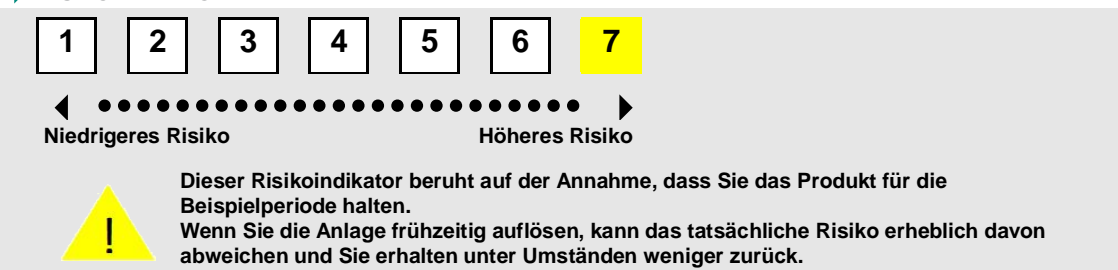 1 2 3 4 5 6 7
Niedrigeres Risiko Höheres Risiko
Dieser Risikoindikator beruht auf der Annahme, dass Sie das Produkt für die
Beispielperiode halten.
! Wenn Sie die Anlage frühzeitig auflösen, kann das tatsächliche Risiko erheblich davon
abweichen und Sie erhalten unter Umständen weniger zurück.